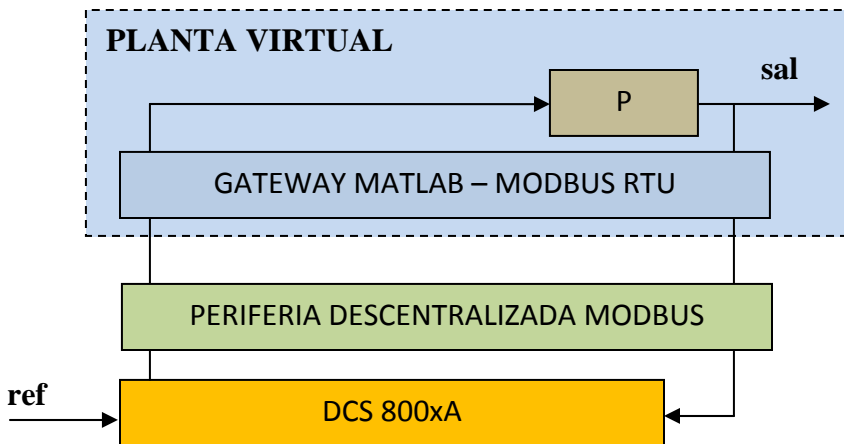 PLANTA VIRTUAL
sal
P
GATEWAY MATLAB – MODBUS RTU
PERIFERIA DESCENTRALIZADA MODBUS
ref
DCS 800xA